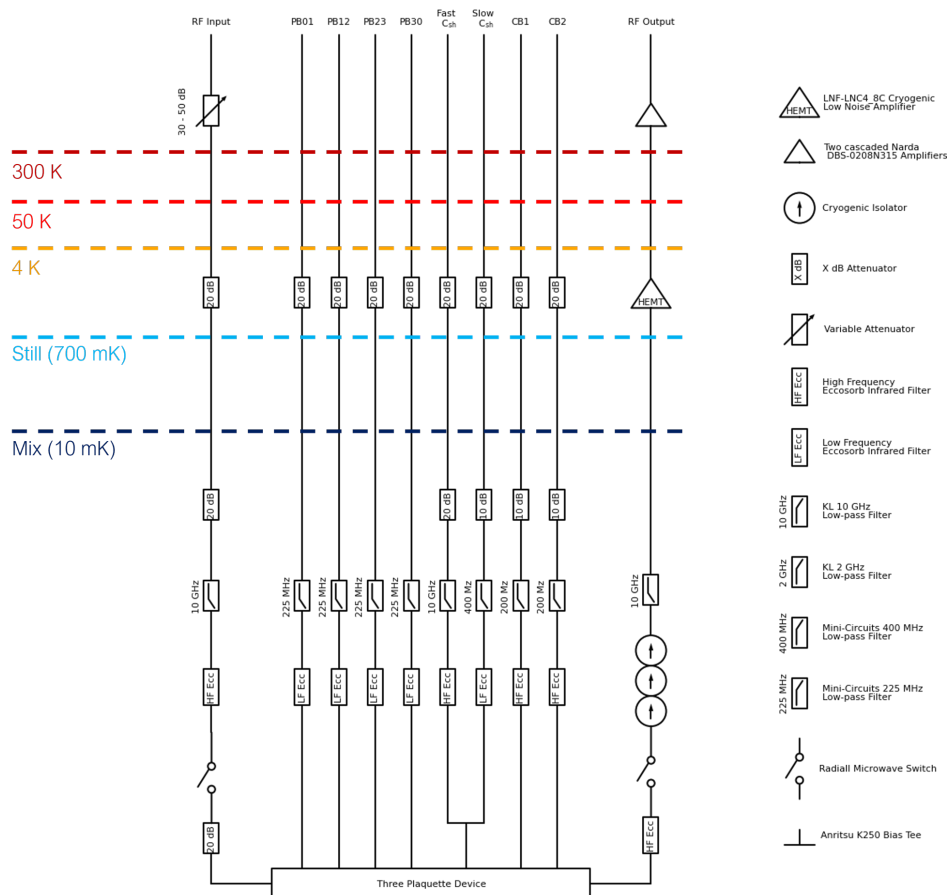 RF Input
PB01
PB12
PB23
PB30
Fast
Csh
Slow
Csh
CB1
CB2
RF Output
30 - 50 dB
300 K
50 K
4 K
20 dB
20 dB
20 dB
20 dB
20 dB
20 dB
20 dB
20 dB
20 dB
HEMT
Still (700 mK)
Mix (10 mK)
20 dB
20 dB
10 dB
10 dB
10 dB
10 GHz
225 MHz
225 MHz
225 MHz
225 MHz
10 GHz
400 Mz
200 Mz
200 Mz
10 GHz
HF Ecc
LF Ecc
LF Ecc
LF Ecc
LF Ecc
HF Ecc
LF Ecc
HF Ecc
HF Ecc
20 dB
HF Ecc
Three Plaquette Device
HEMT
LNF-LNC4_8C Cryogenic
Low Noise Amplifier
Two cascaded Narda
DBS-0208N315 Amplifiers
Cryogenic Isolator
X dB
X dB Attenuator
Variable Attenuator
HF Ecc
High Frequency
Eccosorb Infrared Filter
LF Ecc
Low Frequency
Eccosorb Infrared Filter
10 GHz
KL 10 GHz
Low-pass Filter
2 GHz
KL 2 GHz
Low-pass Filter
400 MHz
Mini-Circuits 400 MHz
Low-pass Filter
225 MHz
Mini-Circuits 225 MHz
Low-pass Filter
Radiall Microwave Switch
Anritsu K250 Bias Tee